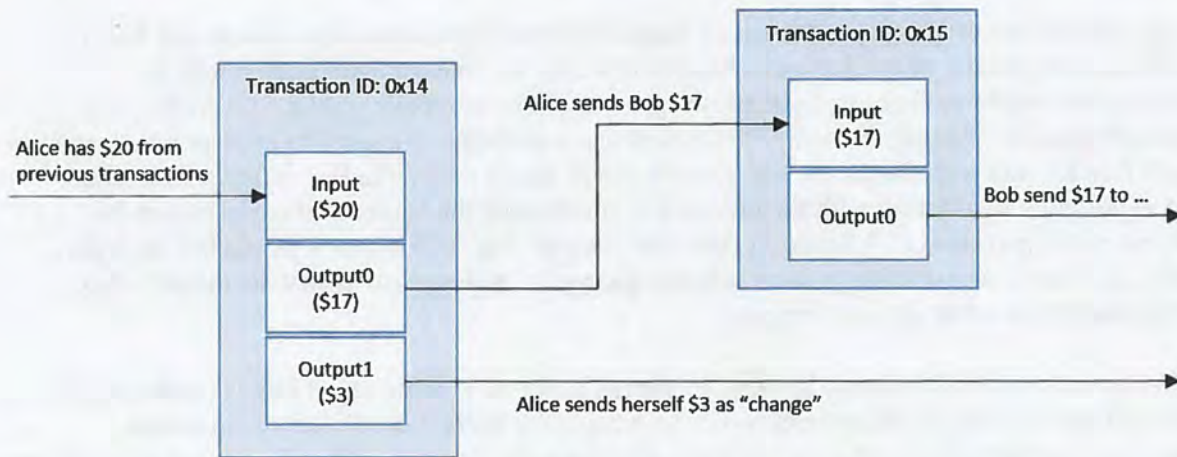 Transaction ID: 0x15
Transaction ID: 0x14
Alice sends Bob $17
Input
($17)
Alice has $20 from
previous transactions
Input
($20)
Bob send $17 to ...
Output0
Output0
($17)
Output1
($3)
Alice sends herself $3 as “change”